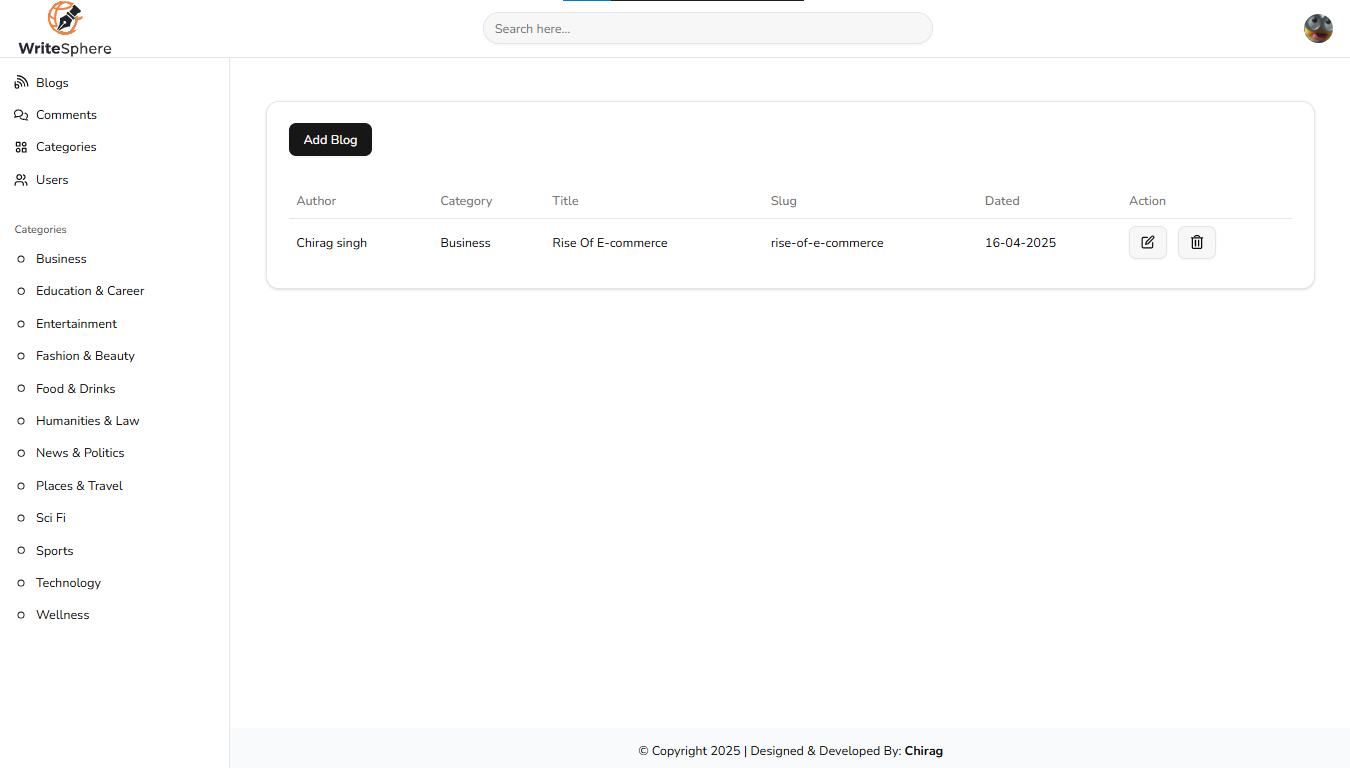 WriteSphere
Search here...
Blogs
Comments
Categories
Users
Categories
Business
Education & Career
Entertainment
Fashion & Beauty
Food & Drinks
Humanities & Law
News & Politics
Places & Travel
Sci Fi
Sports
Technology
Wellness
Add Blog
Author Category Title Slug Dated Action
Chirag singh Business Rise Of E-commerce rise-of-e-commerce 16-04-2025
© Copyright 2025 | Designed & Developed By: Chirag